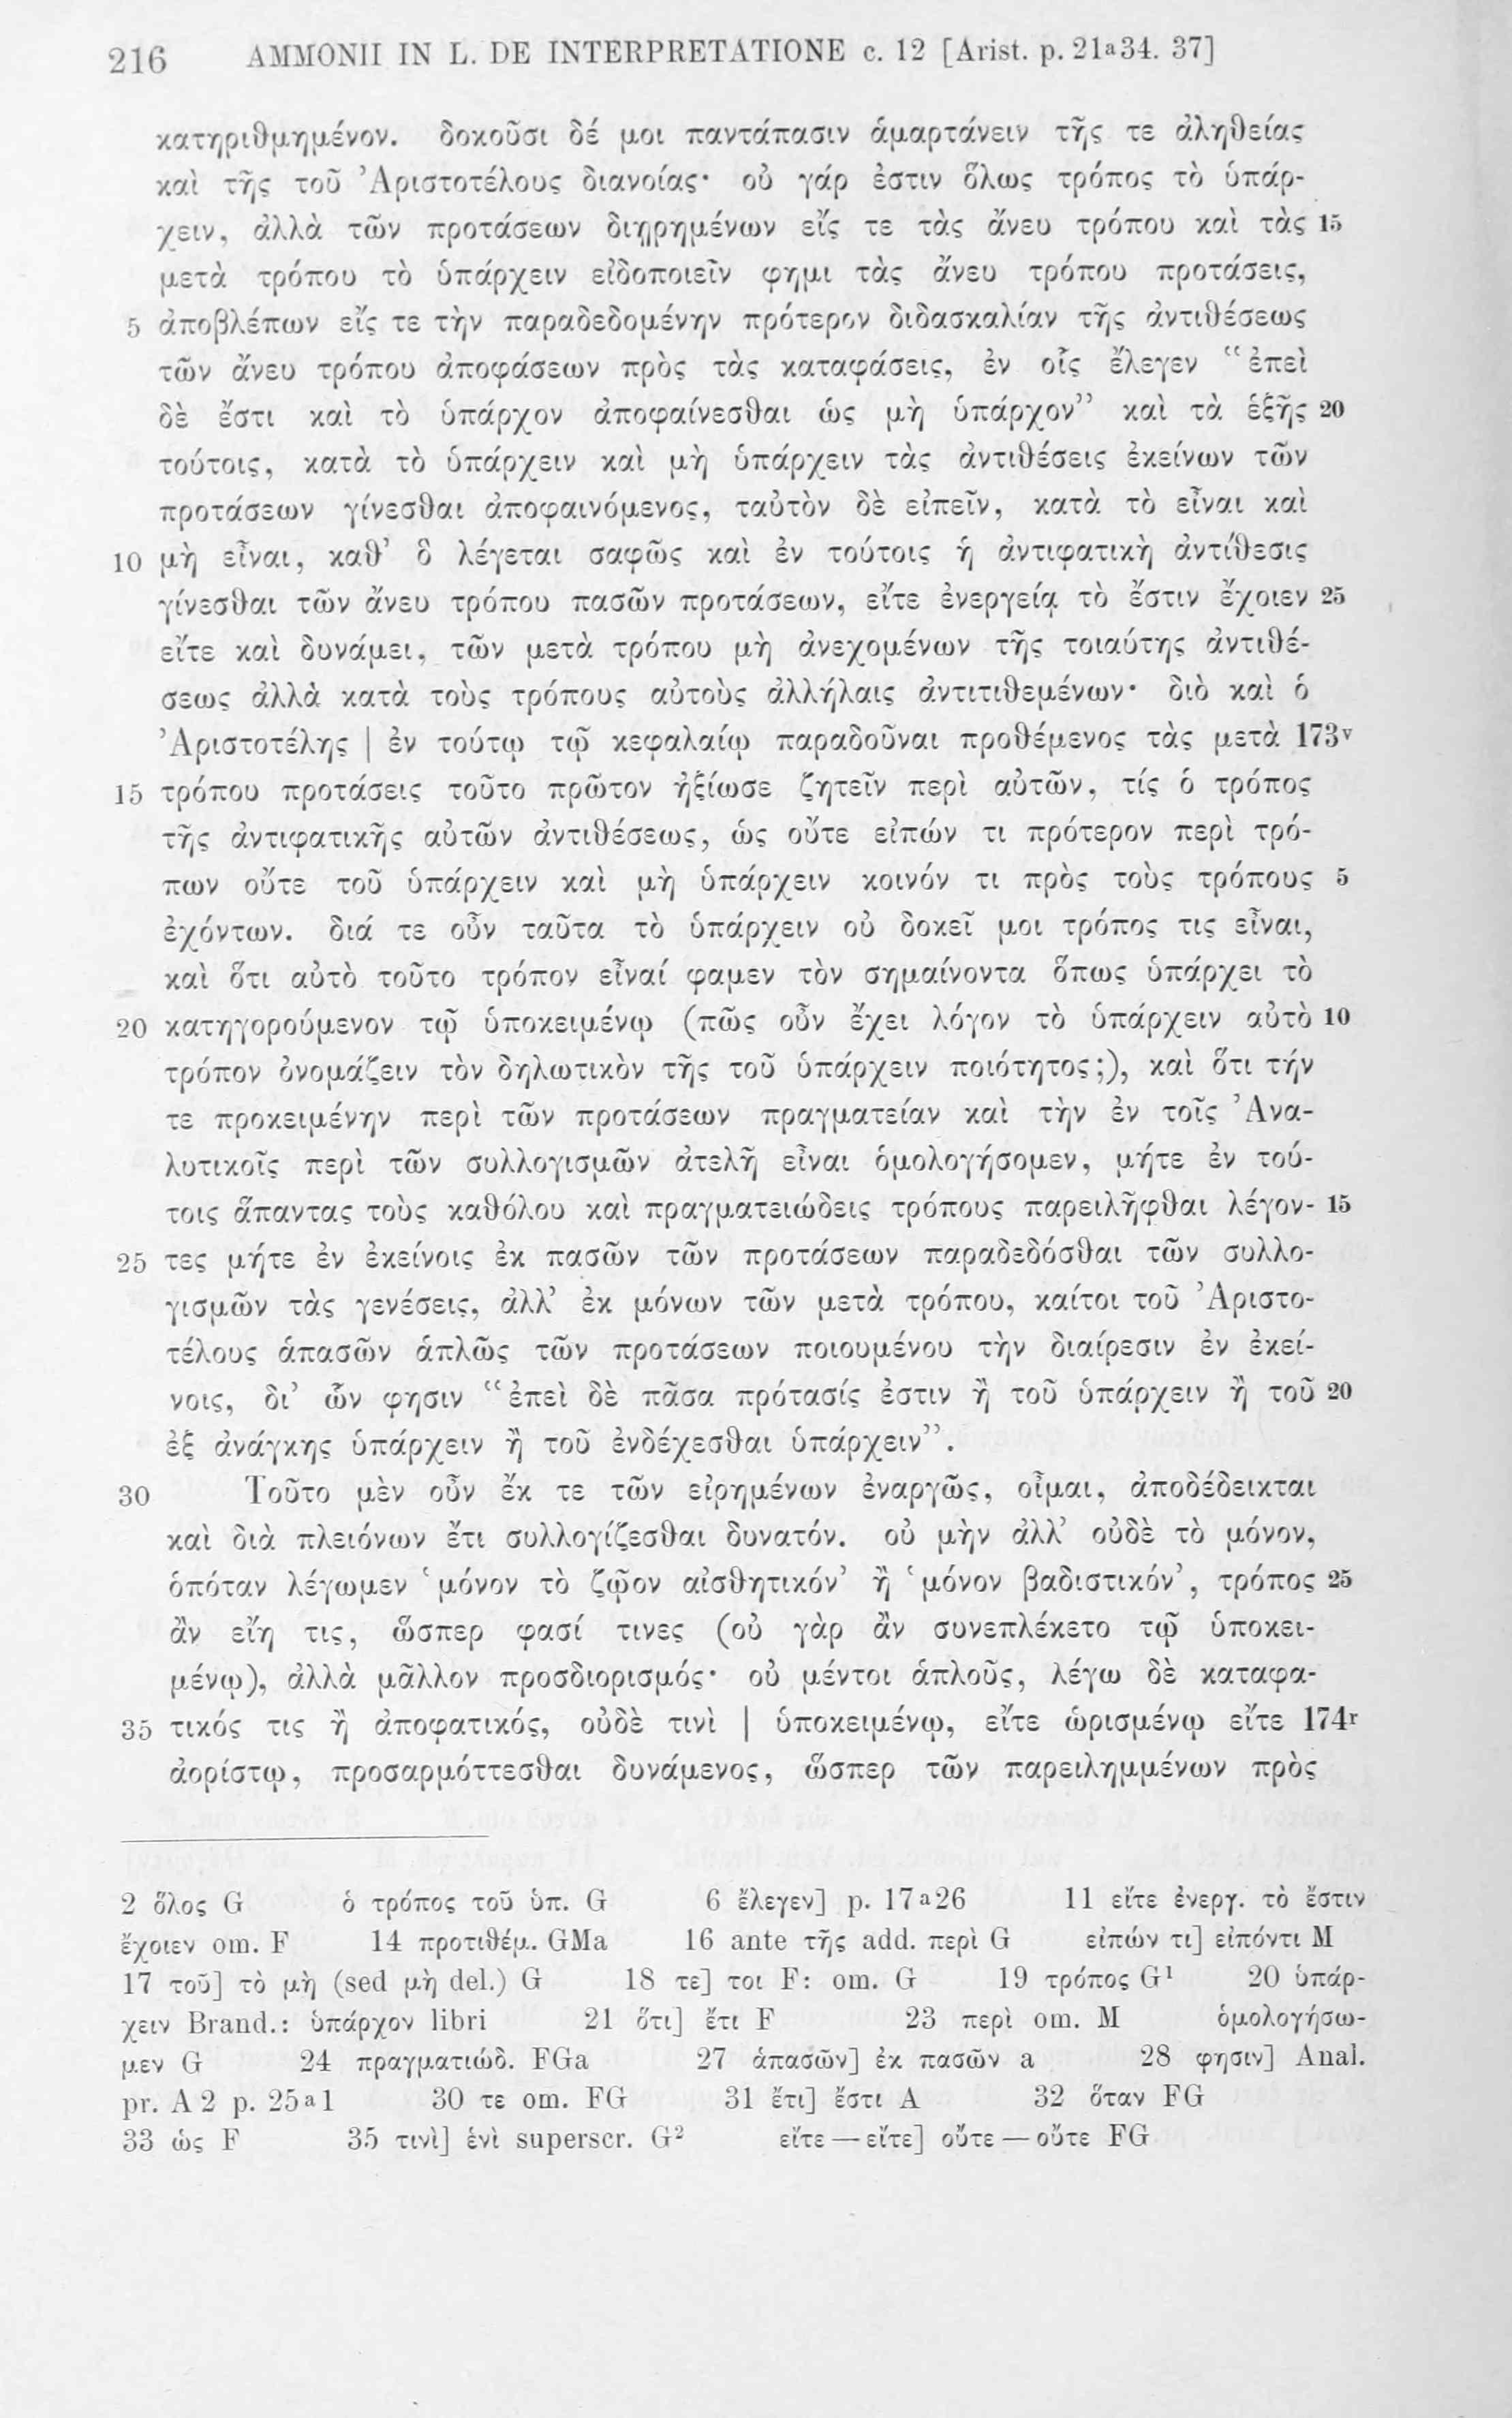 216 AMMONII IN L. DE INTERPRETATIONE c. 12 [Arist. p. 21a34. 37]
κατηριθμημένον. δοκοῦσι δέ μοι παντάπασιν ἁμαρτάνειν τῆς τε ἀληθείας
καὶ τῆς τοῦ Ἀριστοτέλους διανοίας· οὐ γάρ ἐστιν ὅλως τρόπος τὸ ὑπάρ-
χειν, ἀλλὰ τῶν προτάσεων διῃρημένων εἴς τε τὰς ἄνευ τρόπου καὶ τὰς 15
μετὰ τρόπου τὸ ὑπάρχειν εἰδοποιεῖν φημι τὰς ἄνευ τρόπου προτάσεις,
5 ἀποβλέπων εἴς τε τὴν παραδεδομένην πρότερον διδασκαλίαν τῆς ἀντιθέσεως
τῶν ἄνευ τρόπου ἀποφάσεων πρὸς τὰς καταφάσεις, ἐν οἷς ἔλεγεν “ἐπεὶ
δὲ ἔστι καὶ τὸ ὑπάρχον ἀποφαίνεσθαι ὡς μὴ ὑπάρχον” καὶ τὰ ἑξῆς 20
τούτοις, κατὰ τὸ ὑπάρχειν καὶ μὴ ὑπάρχειν τὰς ἀντιθέσεις ἐκείνων τῶν
προτάσεων γίνεσθαι ἀποφαινόμενος, ταὐτὸν δὲ εἰπεῖν, κατὰ τὸ εἶναι καὶ
10 μὴ εἶναι, καθ’ ὃ λέγεται σαφῶς καὶ ἐν τούτοις ἡ ἀντιφατικὴ ἀντίθεσις
γίνεσθαι τῶν ἄνευ τρόπου πασῶν προτάσεων, εἴτε ἐνεργείᾳ τὸ ἔστιν ἔχοιεν 25
εἴτε καὶ δυνάμει, τῶν μετὰ τρόπου μὴ ἀνεχομένων τῆς τοιαύτης ἀντιθέ-
σεως ἀλλὰ κατὰ τοὺς τρόπους αὐτοὺς ἀλλήλαις ἀντιτιθεμένων· διὸ καὶ ὁ
Ἀριστοτέλης | ἐν τούτῳ τῷ κεφαλαίῳ παραδοῦναι προθέμενος τὰς μετὰ 173v
15 τρόπου προτάσεις τοῦτο πρῶτον ἠξίωσε ζητεῖν περὶ αὐτῶν, τίς ὁ τρόπος
τῆς ἀντιφατικῆς αὐτῶν ἀντιθέσεως, ὡς οὔτε εἰπών τι πρότερον περὶ τρό-
πων οὔτε τοῦ ὑπάρχειν καὶ μὴ ὑπάρχειν κοινόν τι πρὸς τοὺς τρόπους 5
ἐχόντων. διά τε οὖν ταῦτα τὸ ὑπάρχειν οὐ δοκεῖ μοι τρόπος τις εἶναι,
καὶ ὅτι αὐτὸ τοῦτο τρόπον εἶναί φαμεν τὸν σημαίνοντα ὅπως ὑπάρχει τὸ
20 κατηγορούμενον τῷ ὑποκειμένῳ (πῶς οὖν ἔχει λόγον τὸ ὑπάρχειν αὐτὸ 10
τρόπον ὀνομάζειν τὸν δηλωτικὸν τῆς τοῦ ὑπάρχειν ποιότητος;), καὶ ὅτι τήν
τε προκειμένην περὶ τῶν προτάσεων πραγματείαν καὶ τὴν ἐν τοῖς Ἀνα-
λυτικοῖς περὶ τῶν συλλογισμῶν ἀτελῆ εἶναι ὁμολογήσομεν, μήτε ἐν τού-
τοις ἅπαντας τοὺς καθόλου καὶ πραγματειώδεις τρόπους παρειλῆφθαι λέγον- 15
25 τες μήτε ἐν ἐκείνοις ἐκ πασῶν τῶν προτάσεων παραδεδόσθαι τῶν συλλο-
γισμῶν τὰς γενέσεις, ἀλλ’ ἐκ μόνων τῶν μετὰ τρόπου, καίτοι τοῦ Ἀριστο-
τέλους ἁπασῶν ἁπλῶς τῶν προτάσεων ποιουμένου τὴν διαίρεσιν ἐν ἐκεί-
νοις, δι’ ὧν φησιν “ἐπεὶ δὲ πᾶσα πρότασίς ἐστιν ἢ τοῦ ὑπάρχειν ἢ τοῦ 20
ἐξ ἀνάγκης ὑπάρχειν ἢ τοῦ ἐνδέχεσθαι ὑπάρχειν”.
30 Τοῦτο μὲν οὖν ἔκ τε τῶν εἰρημένων ἐναργῶς, οἶμαι, ἀποδέδεικται
καὶ διὰ πλειόνων ἔτι συλλογίζεσθαι δυνατόν. οὐ μὴν ἀλλ’ οὐδὲ τὸ μόνον,
ὁπόταν λέγωμεν ‘μόνον τὸ ζῷον αἰσθητικόν’ ἢ ‘μόνον βαδιστικόν’, τρόπος 25
ἂν εἴη τις, ὥσπερ φασί τινες (οὐ γὰρ ἂν συνεπλέκετο τῷ ὑποκει-
μένῳ), ἀλλὰ μᾶλλον προσδιορισμός· οὐ μέντοι ἁπλοῦς, λέγω δὲ καταφα-
35 τικός τις ἢ ἀποφατικός, οὐδὲ τινὶ | ὑποκειμένῳ, εἴτε ὡρισμένῳ εἴτε 174r
ἀορίστῳ, προσαρμόττεσθαι δυνάμενος, ὥσπερ τῶν παρειλημμένων πρὸς
2 ὅλος G ὁ τρόπος τοῦ ὑπ. G 6 ἔλεγεν] p. 17a26 11 εἴτε ἐνεργ. τὸ ἔστιν
ἔχοιεν om. F 14 προτιθέμ. GMa 16 ante τῆς add. περὶ G εἰπών τι] εἰπόντι M
17 τοῦ] τὸ μὴ (sed μὴ del.) G 18 τε] τοι F: om. G 19 τρόπος G1 20 ὑπάρ-
χειν Brand.: ὑπάρχον libri 21 ὅτι] ἔτι F 23 περὶ om. M ὁμολογήσω-
μεν G 24 πραγματιώδ. FGa 27 ἁπασῶν] ἐκ πασῶν a 28 φησιν] Anal.
pr. A 2 p. 25a1 30 τε om. FG 31 ἔτι] ἔστι A 32 ὅταν FG
33 ὡς F 35 τινὶ] ἑνὶ superscr. G2 εἴτε — εἴτε] οὔτε — οὔτε FG